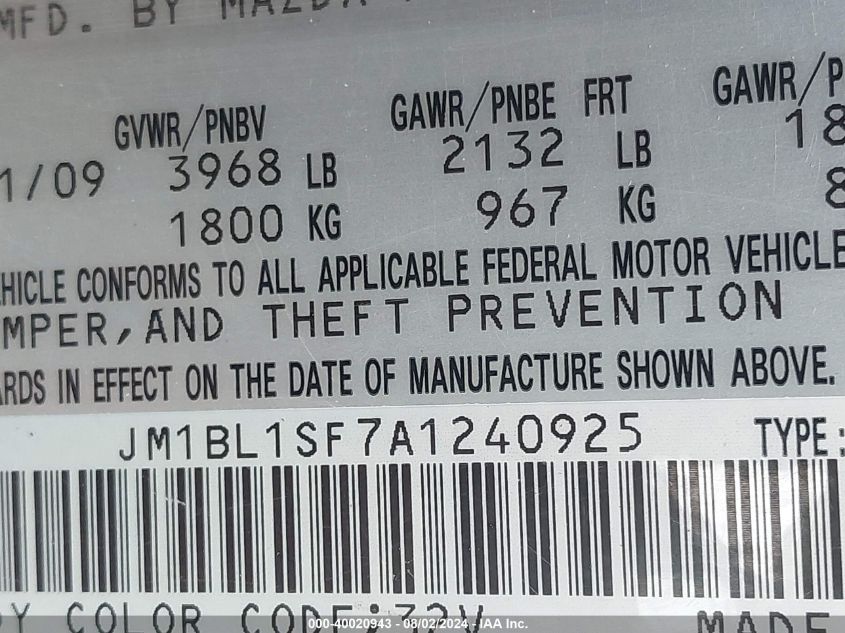 MFD. BY MAZDA
GVWR/PNBV GAWR/PNBE FRT GAWR/P
1/09 3968 LB 2132 LB 18
1800 KG 967 KG 8
HICLE CONFORMS TO ALL APPLICABLE FEDERAL MOTOR VEHICLE
MPER, AND THEFT PREVENTION
ARDS IN EFFECT ON THE DATE OF MANUFACTURE SHOWN ABOVE.
JM1BL1SF7A1240925 TYPE:
DY COLOR CODE:32V MADE
000-40020943 - 08/02/2024 - IAA Inc.